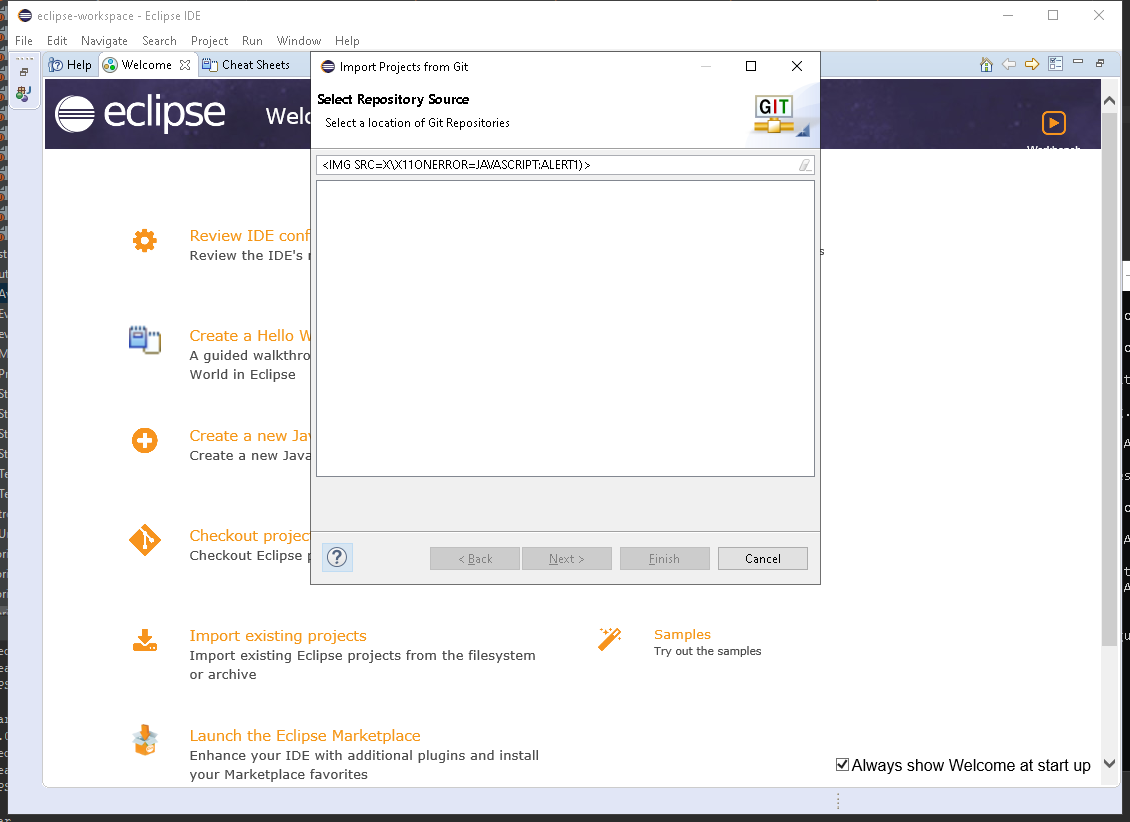 eclipse-workspace - Eclipse IDE
File Edit Navigate Search Project Run Window Help
Help Welcome Cheat Sheets
Import Projects from Git
Select Repository Source
Select a location of Git Repositories
GIT
eclipse
<IMG SRC=X\X11ONERROR=JAVASCRIPT:ALERT1)>
Review IDE
Review the IDE's
Create a Hello
A guided
World in Eclipse
Create a new
Create a new Java
Checkout
Checkout Eclipse
< Back Next > Finish Cancel
Import existing projects
Import existing Eclipse projects from the filesystem
or archive
Samples
Try out the samples
Launch the Eclipse Marketplace
Enhance your IDE with additional plugins and install
your Marketplace favorites
Always show Welcome at start up